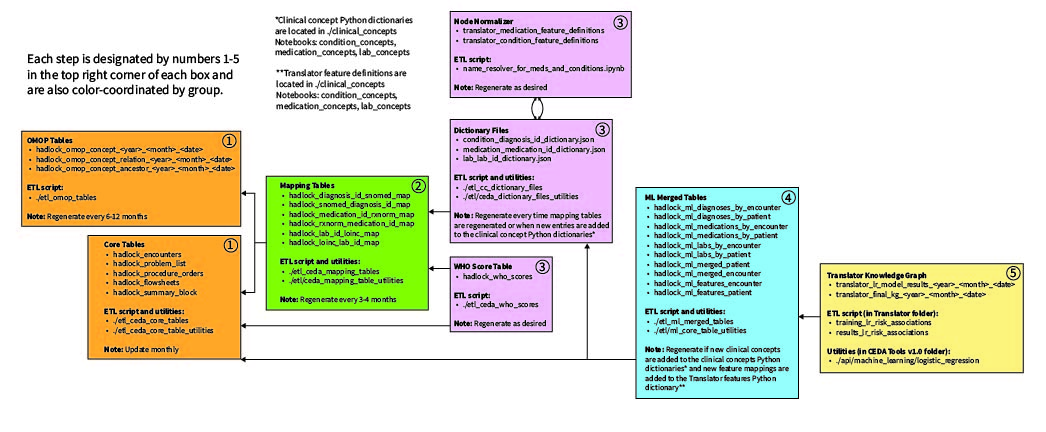 Each step is designated by numbers 1-5
in the top right corner of each box and
are also color-coordinated by group.
*Clinical concept Python dictionaries
are located in ./clinical_concepts
Notebooks: condition_concepts,
medication_concepts, lab_concepts
**Translator feature definitions are
located in ./clinical_concepts
Notebooks: condition_concepts,
medication_concepts, lab_concepts
Node Normalizer
3
• translator_medication_feature_definitions
• translator_condition_feature_definitions
ETL script:
• name_resolver_for_meds_and_conditions.ipynb
Note: Regenerate as desired
OMOP Tables
1
• hadlock_omop_concept_<year>_<month>_<date>
• hadlock_omop_concept_relation_<year>_<month>_<date>
• hadlock_omop_concept_ancestor_<year>_<month>_<date>
ETL script:
• ./etl_omop_tables
Note: Regenerate every 6-12 months
Core Tables
1
• hadlock_encounters
• hadlock_problem_list
• hadlock_procedure_orders
• hadlock_flowsheets
• hadlock_summary_block
ETL script and utilities:
• ./etl_ceda_core_tables
• ./etl_ceda_core_table_utilities
Note: Update monthly
Mapping Tables
2
• hadlock_diagnosis_id_snomed_map
• hadlock_snomed_diagnosis_id_map
• hadlock_medication_id_rxnorm_map
• hadlock_rxnorm_medication_id_map
• hadlock_lab_id_loinc_map
• hadlock_loinc_lab_id_map
ETL script and utilities:
• ./etl_ceda_mapping_tables
• ./etl/ceda_mapping_table_utilities
Note: Regenerate every 3-4 months
Dictionary Files
3
• condition_diagnosis_id_dictionary.json
• medication_medication_id_dictionary.json
• lab_lab_id_dictionary.json
ETL script and utilities:
• ./etl_cc_dictionary_files
• ./etl/ceda_dictionary_files_utilities
Note: Regenerate every time mapping tables
are regenerated or when new entries are added
to the clinical concept Python dictionaries*
WHO Score Table
3
• hadlock_who_scores
ETL script:
• ./etl_ceda_who_scores
Note: Regenerate as desired
ML Merged Tables
4
• hadlock_ml_diagnoses_by_encounter
• hadlock_ml_diagnoses_by_patient
• hadlock_ml_medications_by_encounter
• hadlock_ml_medications_by_patient
• hadlock_ml_labs_by_encounter
• hadlock_ml_labs_by_patient
• hadlock_ml_merged_patient
• hadlock_ml_merged_encounter
• hadlock_ml_features_encounter
• hadlock_ml_features_patient
ETL script and utilities:
• ./etl_ml_merged_tables
• ./etl/ml_core_table_utilities
Note: Regenerate if new clinical concepts
are added to the clinical concepts Python
dictionaries* and new feature mappings are
added to the Translator features Python
dictionary**
Translator Knowledge Graph
5
• translator_lr_model_results_<year>_<month>_<date>
• translator_final_kg_<year>_<month>_<date>
ETL script (in Translator folder):
• training_lr_risk_associations
• results_lr_risk_associations
Utilities (in CEDA Tools v1.0 folder):
• ./api/machine_learning/logistic_regression